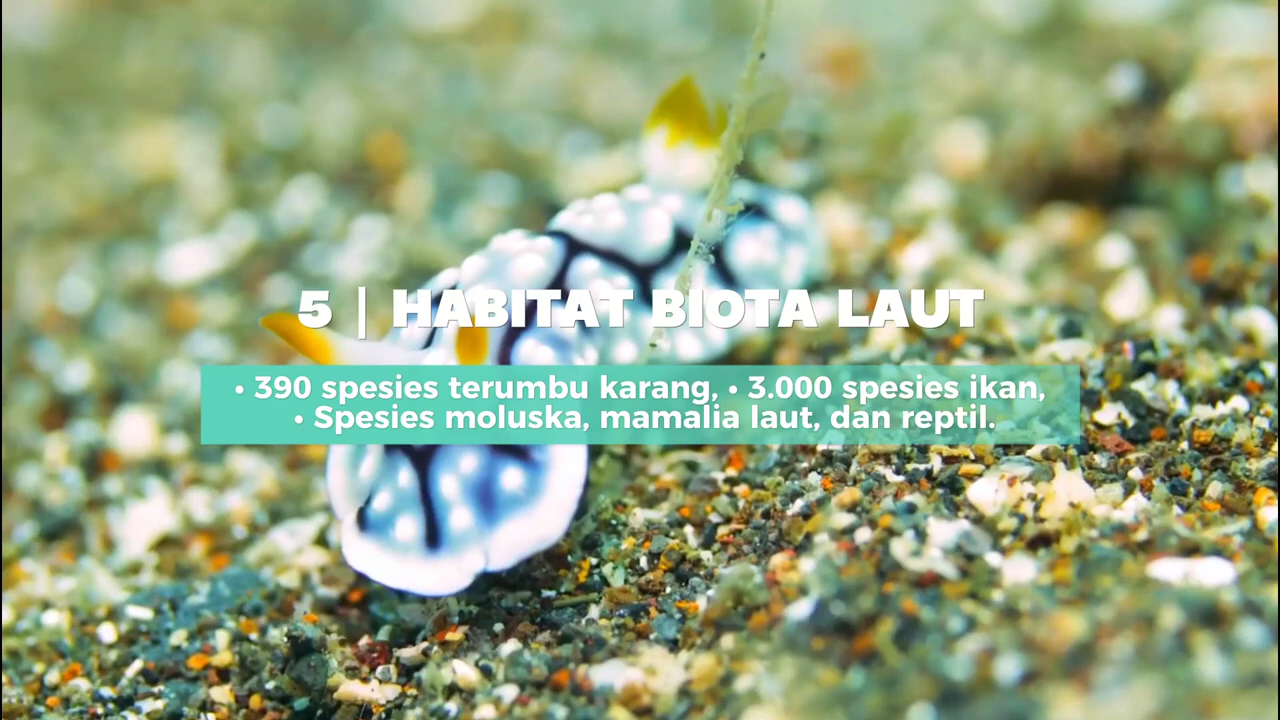 5 | HABITAT BIOTA LAUT
• 390 spesies terumbu karang, • 3.000 spesies ikan,
• Spesies moluska, mamalia laut, dan reptil.